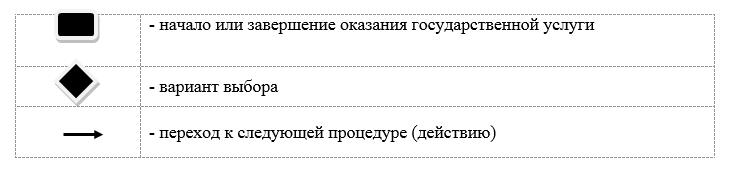 - начало или завершение оказания государственной услуги
- вариант выбора
- переход к следующей процедуре (действию)